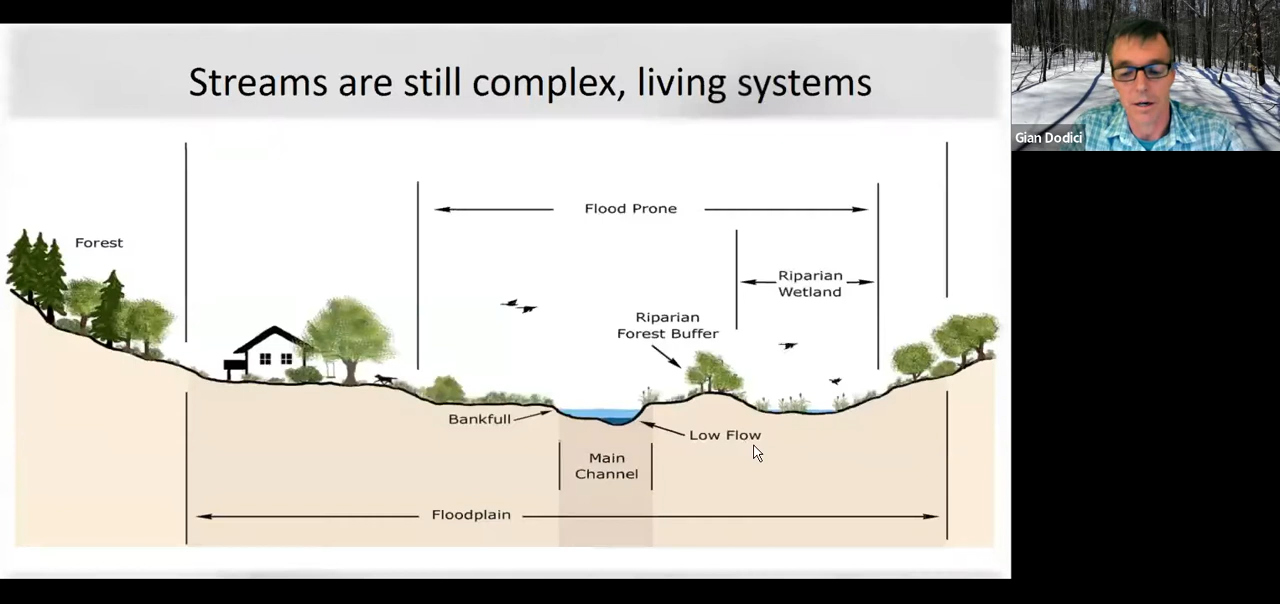 Streams are still complex, living systems
Gian Dodici
Flood Prone
Forest
Riparian
Wetland
Riparian
Forest Buffer
Bankfull
Low Flow
Main
Channel
Floodplain